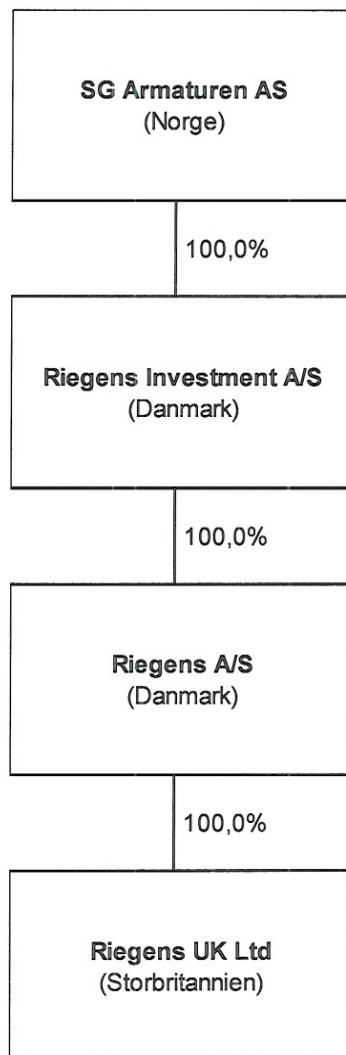 SG Armaturen AS
(Norge)
100,0%
Riegens Investment A/S
(Danmark)
100,0%
Riegens A/S
(Danmark)
100,0%
Riegens UK Ltd
(Storbritannien)